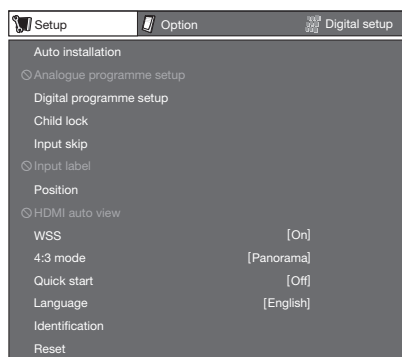 Setup Option Digital setup
Auto installation
Analogue programme setup
Digital programme setup
Child lock
Input skip
Input label
Position
HDMI auto view
WSS [On]
4:3 mode [Panorama]
Quick start [Off]
Language [English]
Identification
Reset